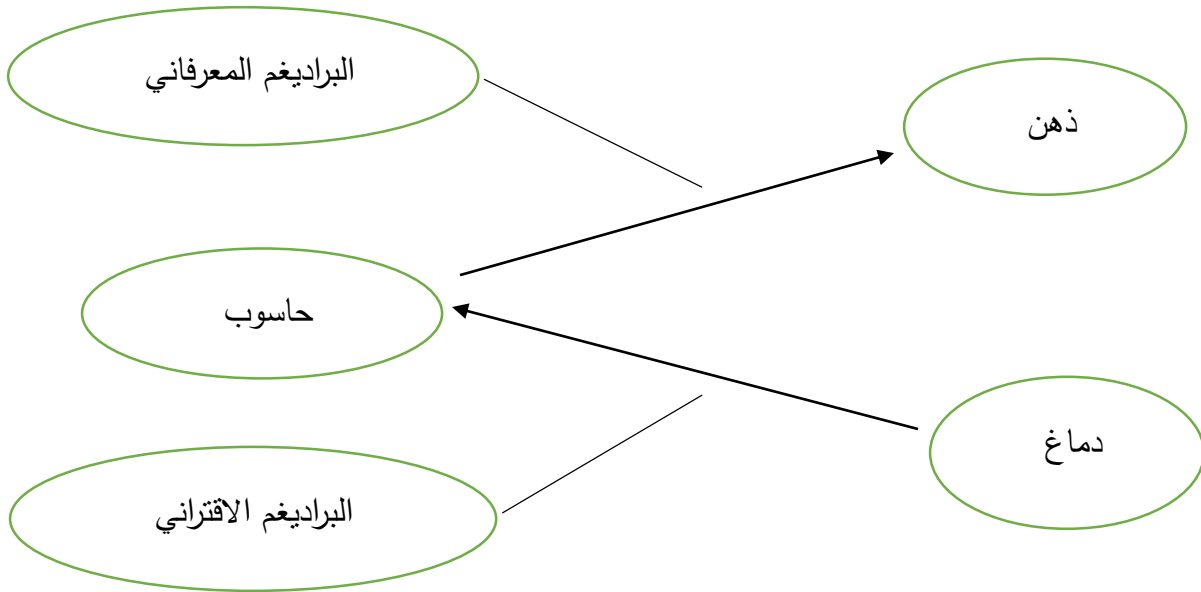 البراديغم المعرفاني
ذهن
حاسوب
دماغ
البراديغم الاقتراني